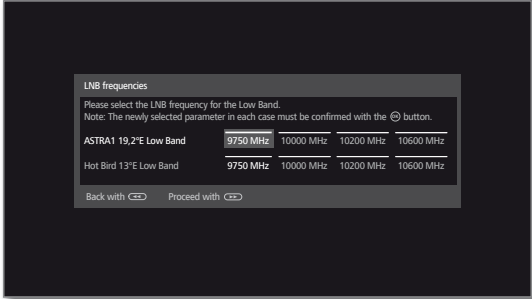 LNB frequencies
Please select the LNB frequency for the Low Band.
Note: The newly selected parameter in each case must be confirmed with the OK button.
ASTRA1 19,2°E Low Band 9750 MHz 10000 MHz 10200 MHz 10600 MHz
Hot Bird 13°E Low Band 9750 MHz 10000 MHz 10200 MHz 10600 MHz
Back with ◄◄ Proceed with ►►